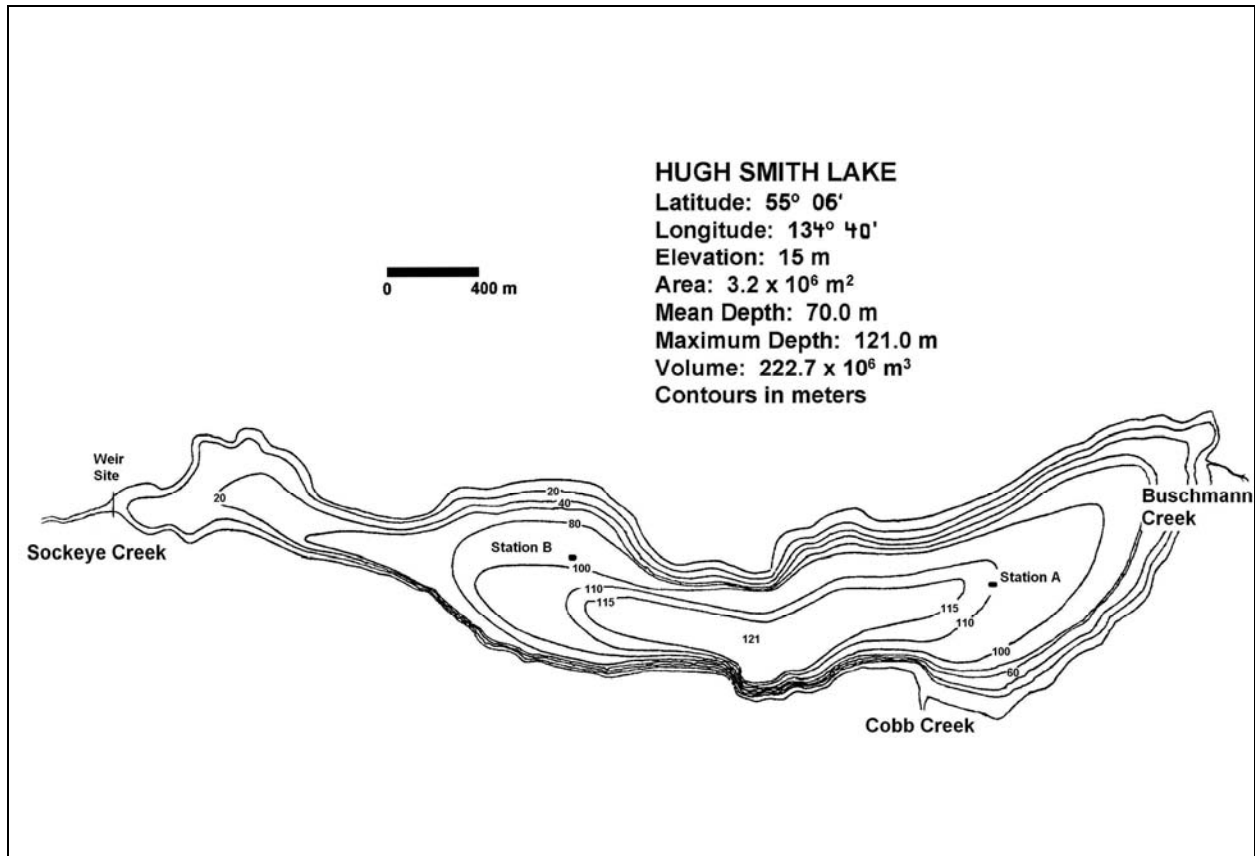 HUGH SMITH LAKE
Latitude: 55º 06'
Longitude: 134º 40'
Elevation: 15 m
Area: 3.2 x 10⁶ m²
Mean Depth: 70.0 m
Maximum Depth: 121.0 m
Volume: 222.7 x 10⁶ m³
Contours in meters
0 400 m
Weir
Site
Sockeye Creek
20
20
40
80
Station B
100
110
115
121
Station A
115
110
100
60
Buschmann
Creek
Cobb Creek